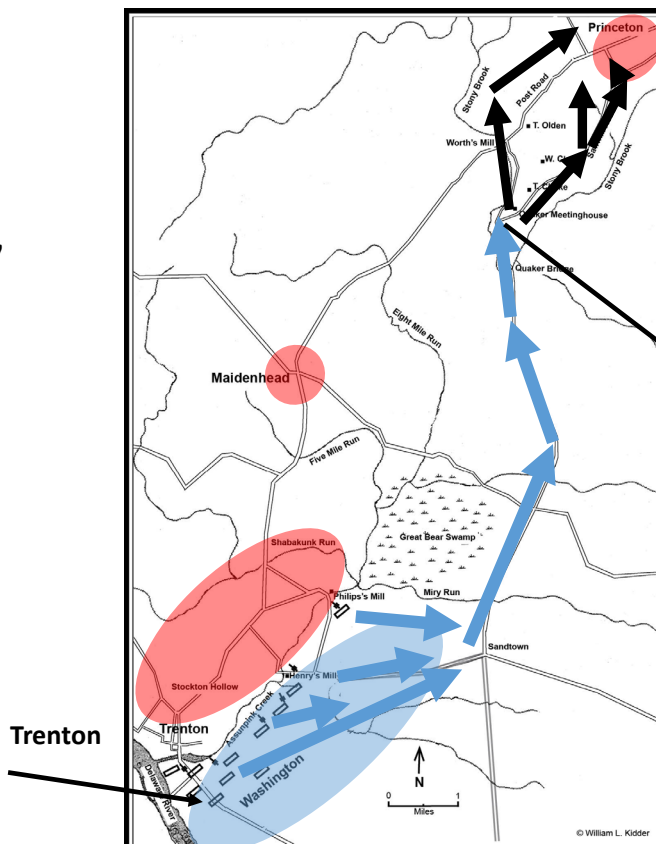 Princeton
Stony Brook
Post Road
T. Olden
Worth's Mill
Stony Brook
Quaker Bridge
Eight Mile Run
Maidenhead
Five Mile Run
Great Bear Swamp
Shabakunk Run
Philips's Mill
Miry Run
Sandtown
Henry's Mill
Stockton Hollow
Assunpink Creek
Trenton
Trenton
Washington
Delaware River
N
0 1
Miles
© William L. Kidder